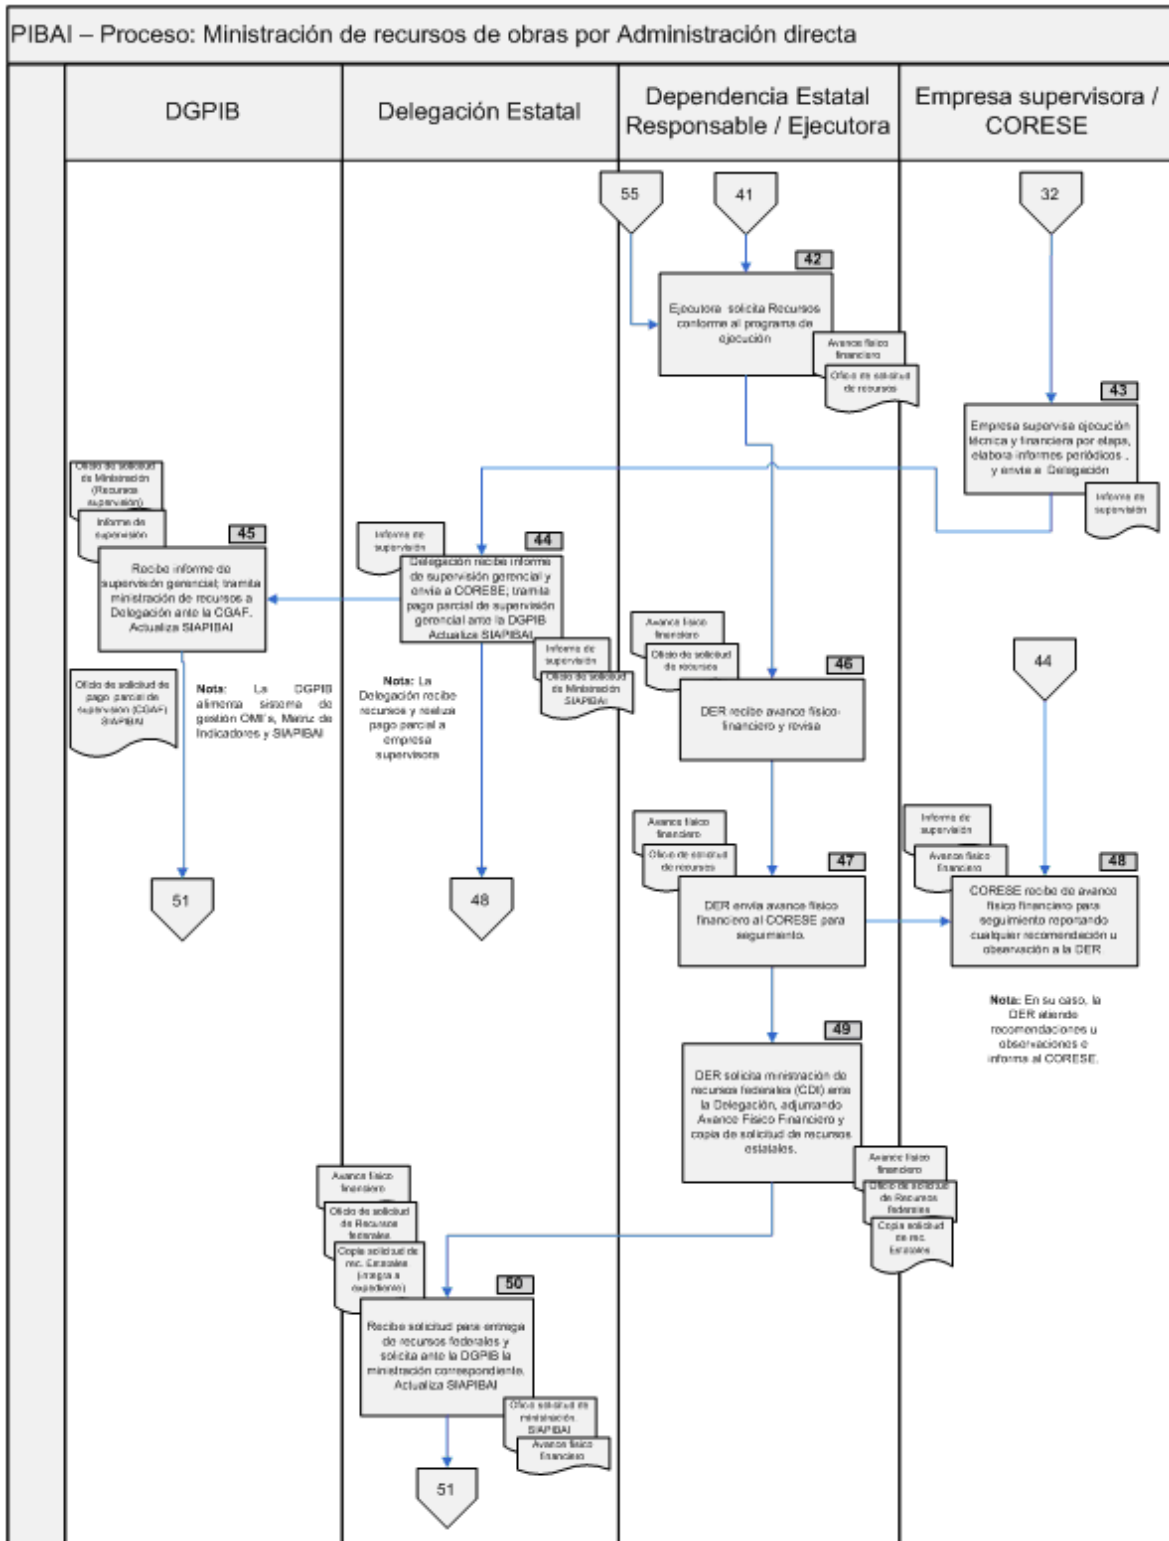 PIBAI – Proceso: Ministración de recursos de obras por Administración directa
DGPIB
Delegación Estatal
Dependencia Estatal
Responsable / Ejecutora
Empresa supervisora /
CORESE
55
41
32
42
Ejecutora solicita Recursos
conforme al programa de
ejecución
Avance físico
financiero
Oficio de solicitud
de recursos
43
Empresa supervisa ejecución
técnica y financiera por etapa,
elabora informes periódicos ,
y envía a Delegación
Informe de
supervisión
Oficio de solicitud
de Ministración
(Recursos
supervisión)
Informe de
supervisión
45
Recibe informe de
supervisón gerencial; tramita
ministración de recursos a
Delegación ante la CGAF.
Actualiza SIAPIBAI
Oficio de solicitud de
pago parcial de
supervisión (CGAF)
SIAPIBAI
Nota: La DGPIB
alimenta sistema de
gestión OMI's, Matriz de
Indicadores y SIAPIBAI
51
Informe de
supervisión
44
Delegación recibe informe
de supervisión gerencial y
envía a CORESE; tramita
pago parcial de supervisión
gerencial ante la DGPIB
Actualiza SIAPIBAI
Informe de
supervisión
Oficio de solicitud
de Ministración
SIAPIBAI
Nota: La
Delegación recibe
recursos y realiza
pago parcial a
empresa
supervisora
48
Avance físico
financiero
Oficio de solicitud
de recursos
46
DER recibe avance físico-
financiero y revisa
44
Avance físico
financiero
Oficio de solicitud
de recursos
47
DER envía avance físico
financiero al CORESE para
seguimiento.
Informe de
supervisión
Avance físico
financiero
48
CORESE recibe de avance
físico financiero para
seguimiento reportando
cualquier recomendación u
observación a la DER
Nota: En su caso, la
DER atiende
recomendaciones u
observaciones e
informa al CORESE.
49
DER solicita ministración de
recursos federales (CDI) ante
la Delegación, adjuntando
Avance Físico Financiero y
copia de solicitud de recursos
estatales.
Avance físico
financiero
Oficio de solicitud
de Recursos
federales
Copia solicitud
de rec.
Estatales
Avance físico
financiero
Oficio de solicitud
de Recursos
federales
Copia solicitud de
rec. Estatales
(integra a
expediente)
50
Recibe solicitud para entrega
de recursos federales y
solicita ante la DGPIB la
ministración correspondiente.
Actualiza SIAPIBAI
Oficio solicitud de
ministración.
SIAPIBAI
Avance físico
financiero
51